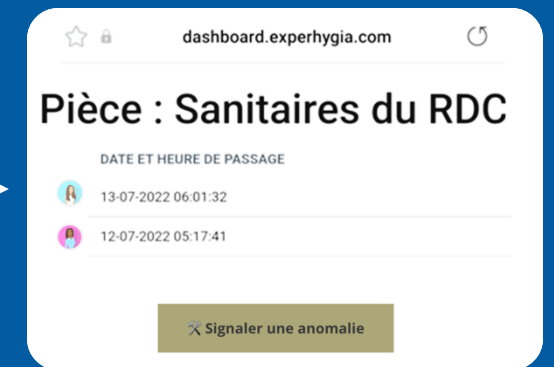 dashboard.experhygia.com
Pièce : Sanitaires du RDC
DATE ET HEURE DE PASSAGE
13-07-2022 06:01:32
12-07-2022 05:17:41
Signaler une anomalie